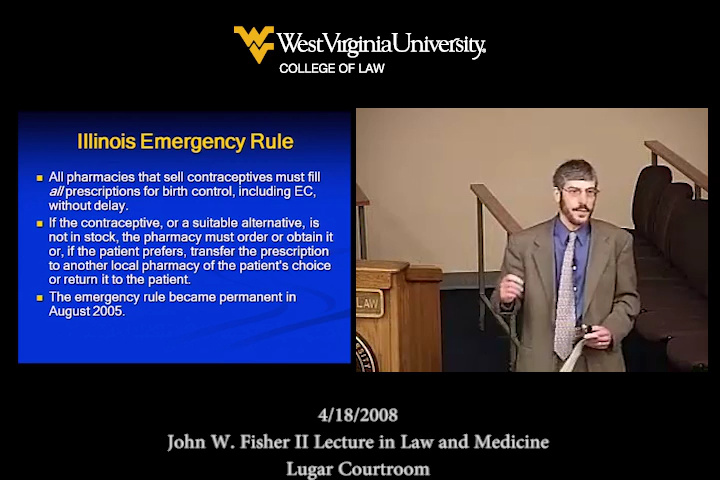 West Virginia University.
COLLEGE OF LAW
Illinois Emergency Rule
All pharmacies that sell contraceptives must fill
all prescriptions for birth control, including EC,
without delay.
If the contraceptive, or a suitable alternative, is
not in stock, the pharmacy must order or obtain it
or, if the patient prefers, transfer the prescription
to another local pharmacy of the patient's choice
or return it to the patient.
The emergency rule became permanent in
August 2005.
LAW
4/18/2008
John W. Fisher II Lecture in Law and Medicine
Lugar Courtroom